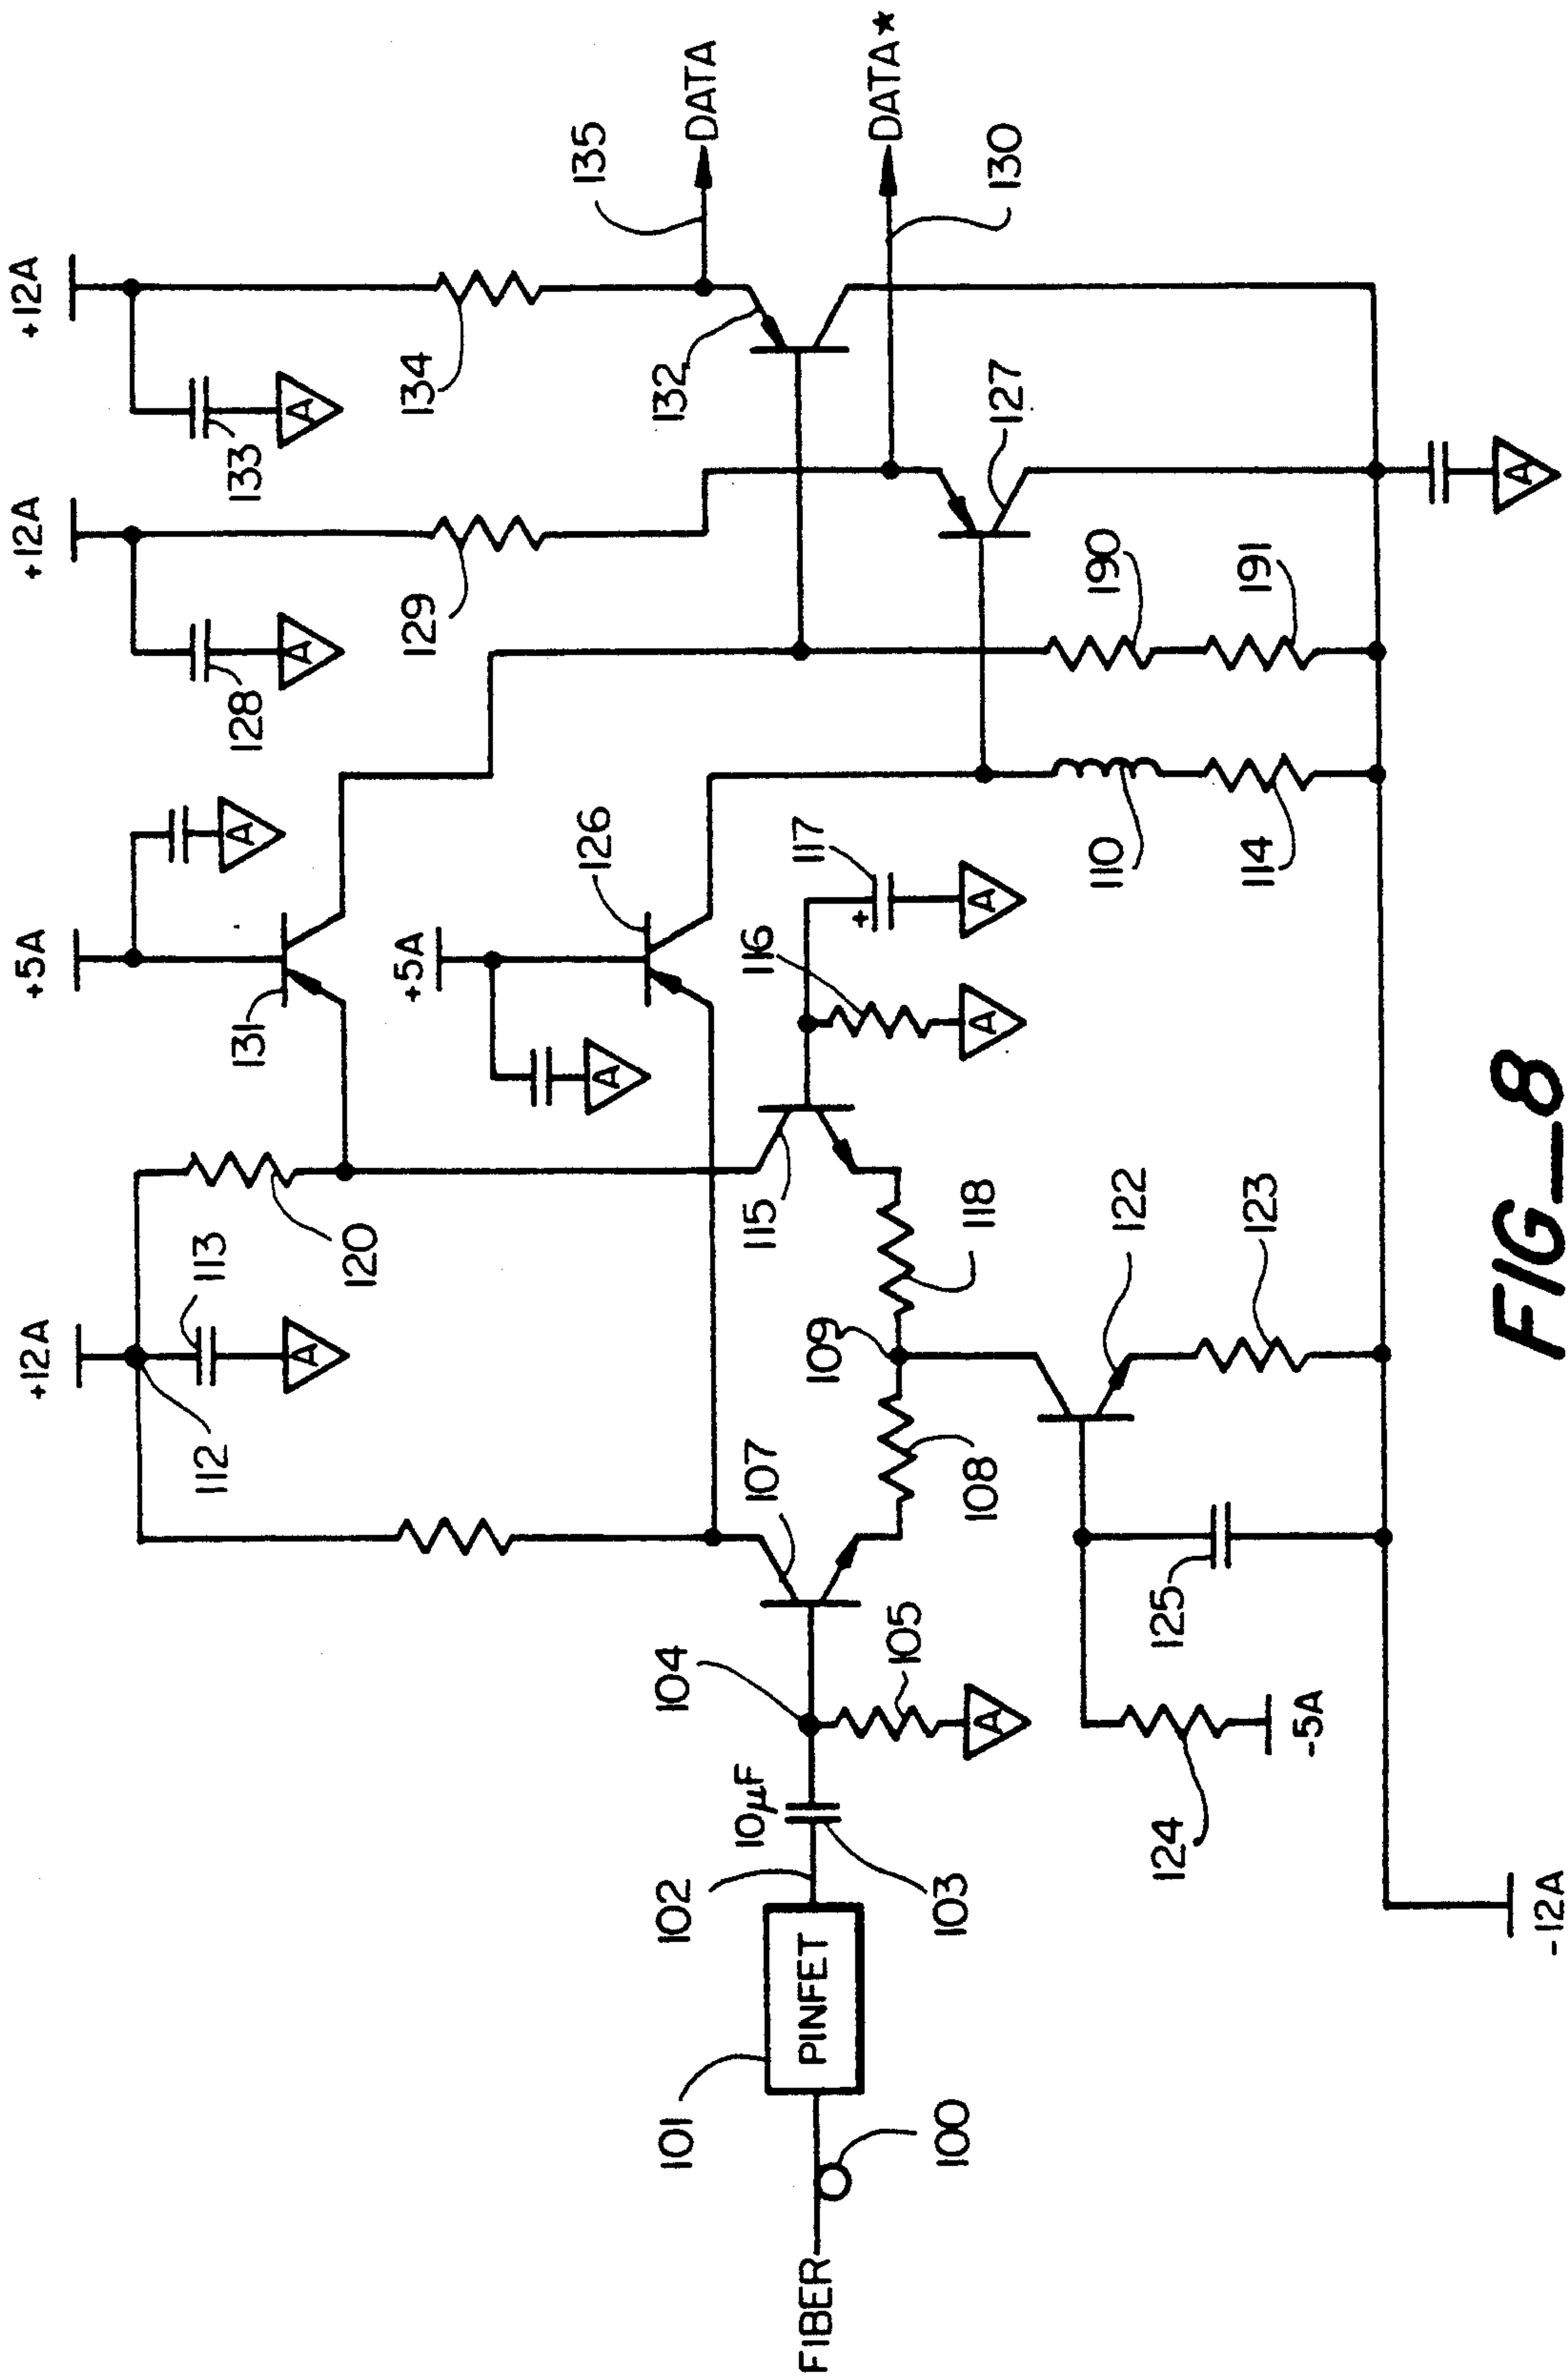 +12A
+5A
+12A
+12A
112
113
120
131
128
133
134
129
+5A
126
135
DATA
132
DATA★
130
FIBER
101
PINFET
102
10µF
103
100
104
105
107
108
109
115
118
116
117
127
110
114
190
191
122
123
124
125
-5A
-12A
A
A
A
A
A
A
A
A
A
FIG_8